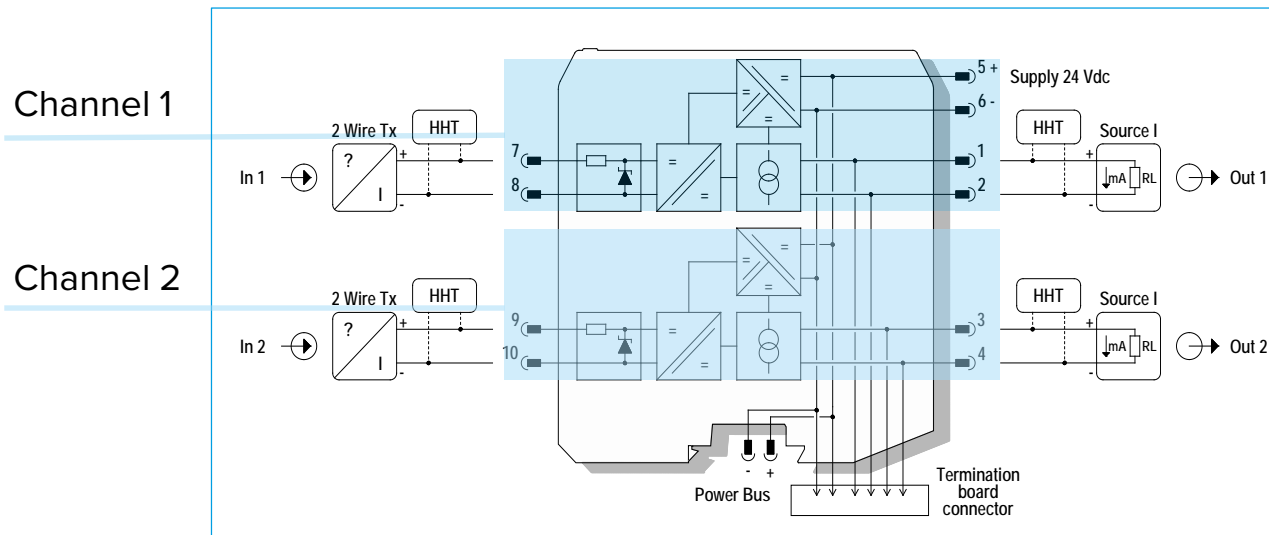 5 +
Supply 24 Vdc
Channel 1
6 -
2 Wire Tx
HHT
HHT
Source I
?
+
7
1
+
In 1
mA
RL
Out 1
I
-
8
2
-
=
=
=
=
=
Channel 2
2 Wire Tx
HHT
HHT
Source I
?
+
9
3
+
In 2
mA
RL
Out 2
I
-
10
4
-
=
=
=
=
=
- +
Power Bus
Termination
board
connector